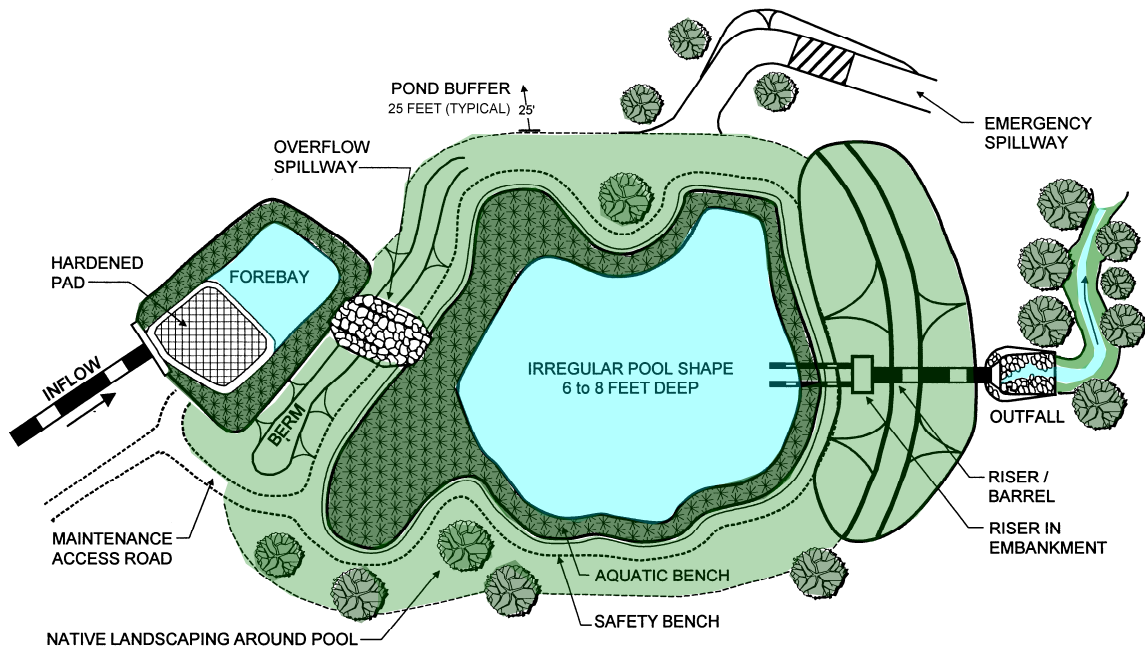 POND BUFFER
25 FEET (TYPICAL) 25'
EMERGENCY
SPILLWAY
OVERFLOW
SPILLWAY
HARDENED
PAD
FOREBAY
INFLOW
IRREGULAR POOL SHAPE
6 to 8 FEET DEEP
OUTFALL
BERM
RISER /
BARREL
RISER IN
EMBANKMENT
MAINTENANCE
ACCESS ROAD
AQUATIC BENCH
SAFETY BENCH
NATIVE LANDSCAPING AROUND POOL